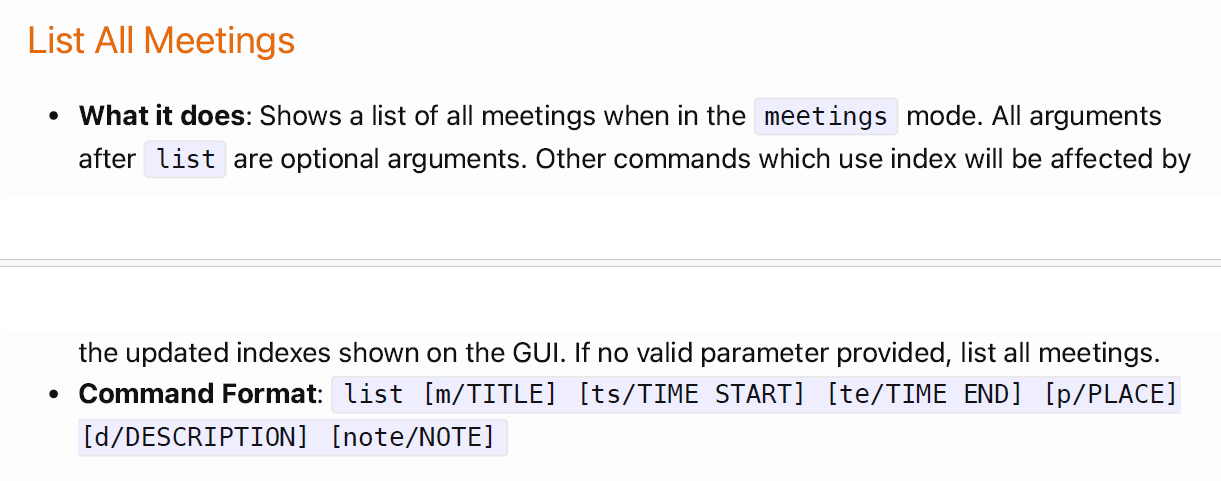 List All Meetings
• What it does: Shows a list of all meetings when in the meetings mode. All arguments
after list are optional arguments. Other commands which use index will be affected by
the updated indexes shown on the GUI. If no valid parameter provided, list all meetings.
• Command Format: list [m/TITLE] [ts/TIME START] [te/TIME END] [p/PLACE]
[d/DESCRIPTION] [note/NOTE]